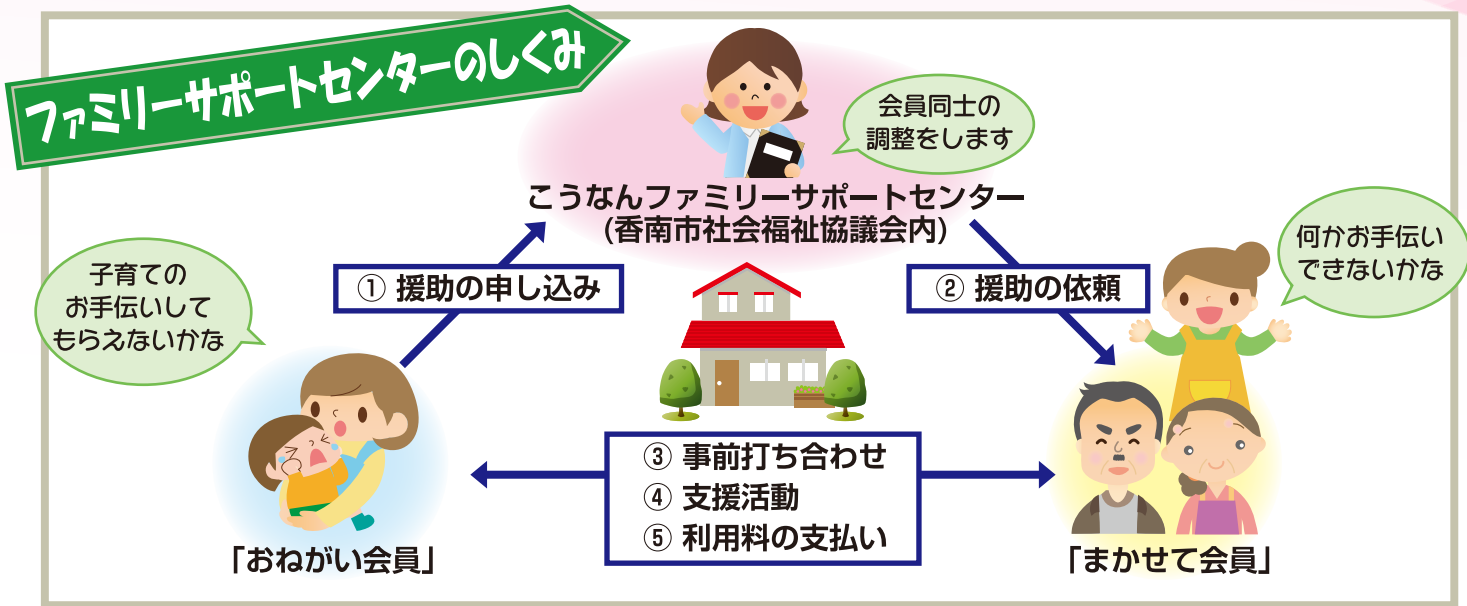 ファミリーサポートセンターのしくみ
会員同士の
調整をします
こうなんファミリーサポートセンター
(香南市社会福祉協議会内)
何かお手伝い
できないかな
子育ての
お手伝いして
もらえないかな
① 援助の申し込み
② 援助の依頼
③ 事前打ち合わせ
④ 支援活動
⑤ 利用料の支払い
「おねがい会員」
「まかせて会員」